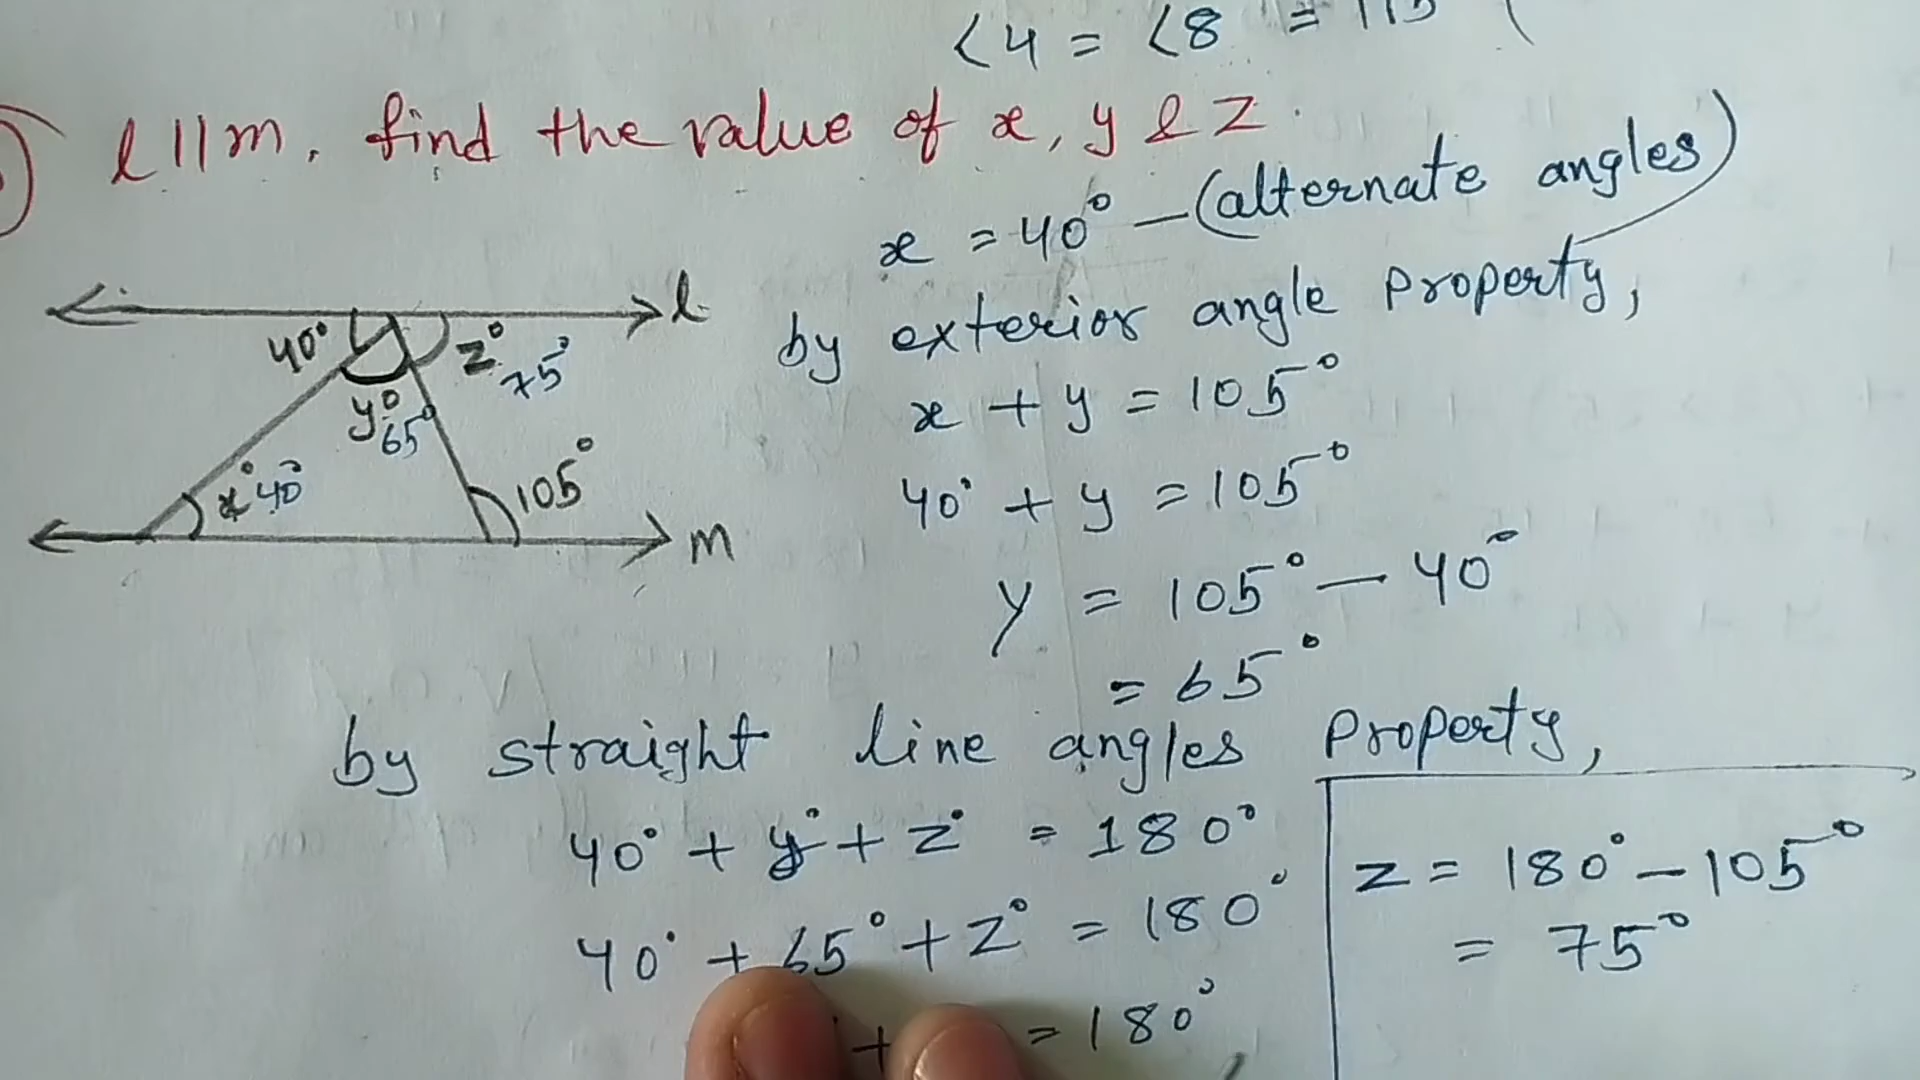 <4 = <8 = 115
l || m. find the value of x, y & z.
x = 40° – (alternate angles)
by exterior angle property,
x + y = 105°
40° + y = 105°
y = 105° – 40°
= 65°
by straight line angles property,
40° + y° + z° = 180°
40° + 65° + z° = 180°
+ = 180°
z = 180° – 105°
= 75°
l
40°
z°
75°
y°
65°
x° 40°
105°
m